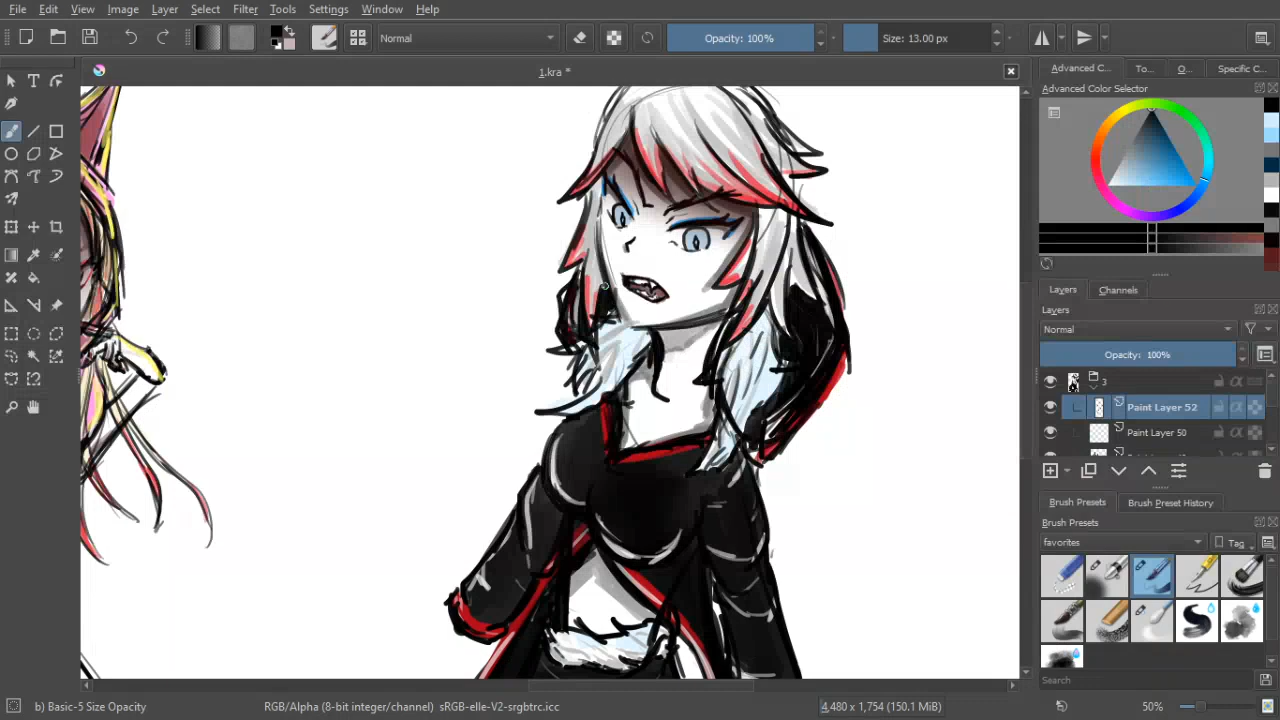 File Edit View Image Layer Select Filter Tools Settings Window Help
Normal Opacity: 100% Size: 13.00 px
1.kra *
Advanced C... To... O... Specific C...
Advanced Color Selector
Layers Channels
Layers
Normal
Opacity: 100%
3
Paint Layer 52
Paint Layer 50
Brush Presets Brush Preset History
Brush Presets
favorites Tag
Search
b) Basic-5 Size Opacity RGB/Alpha (8-bit integer/channel) sRGB-elle-V2-srgbtrc.icc 4,480 x 1,754 (150.1 MiB) 50%